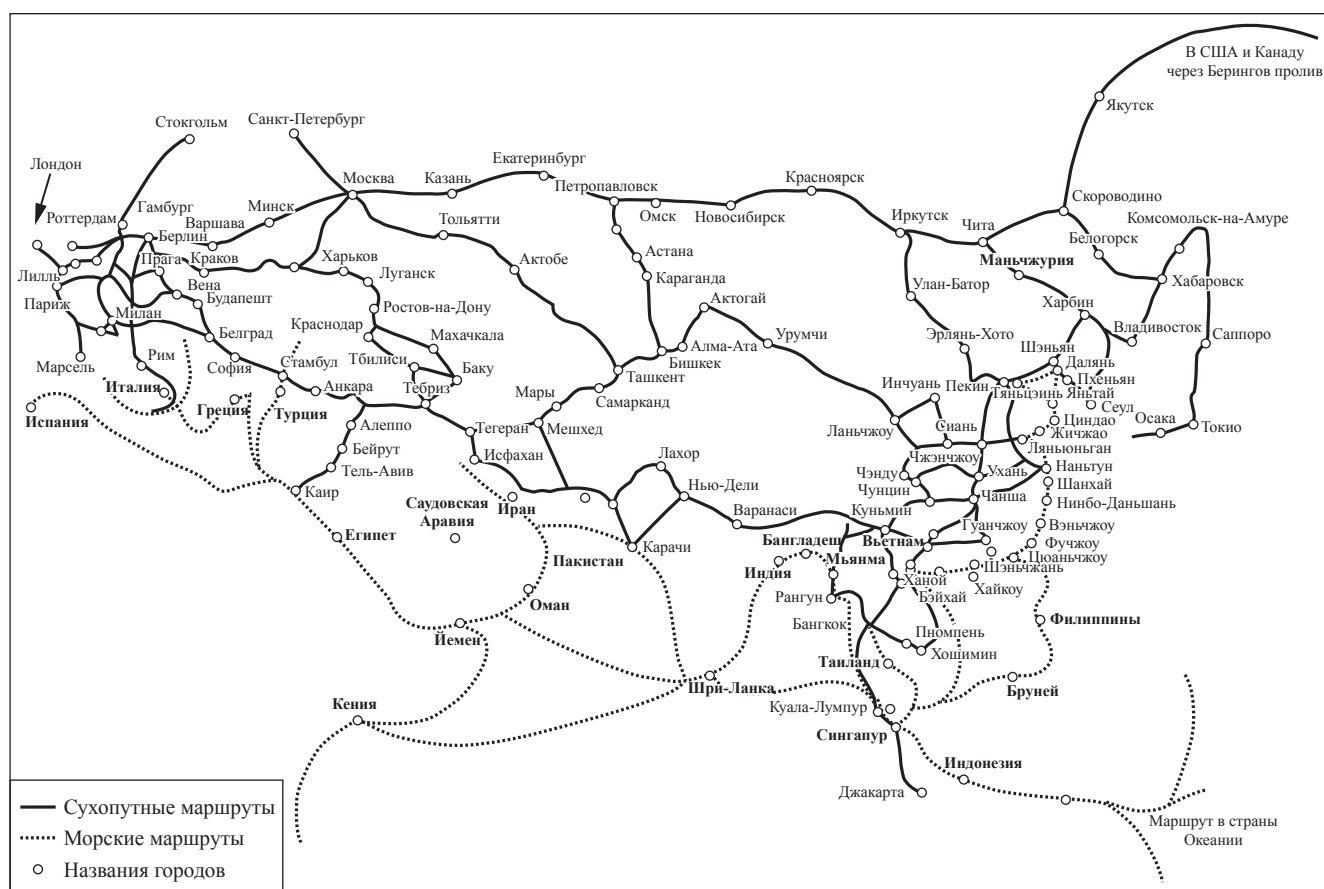 В США и Канаду
через Берингов пролив
Якутск
Стокгольм
Санкт-Петербург
Лондон
Екатеринбург
Москва
Казань
Петропавловск
Красноярск
Скороводино
Роттердам
Гамбург
Варшава
Минск
Омск
Новосибирск
Иркутск
Чита
Комсомольск-на-Амуре
Тольятти
Берлин
Белогорск
Прага
Краков
Харьков
Астана
Маньчжурия
Лилль
Вена
Луганск
Актобе
Караганда
Улан-Батор
Хабаровск
Париж
Будапешт
Милан
Ростов-на-Дону
Актогай
Харбин
Белград
Краснодар
Махачкала
Урумчи
Эрлянь-Хото
Владивосток
Саппоро
Марсель
Рим
София
Стамбул
Тбилиси
Баку
Алма-Ата
Бишкек
Шэньян
Далянь
Италия
Анкара
Тебриз
Ташкент
Инчуань
Пекин
Тяньцзинь
Пхеньян
Яньтай
Испания
Греция
Турция
Мары
Самарканд
Сеул
Циндао
Осака
Токио
Алеппо
Тегеран
Мешхед
Ланьчжоу
Сиань
Жичжао
Ляньюньган
Бейрут
Исфахан
Чжэнчжоу
Тель-Авив
Лахор
Чэнду
Ухань
Наньтун
Каир
Саудовская
Аравия
Иран
Нью-Дели
Чунцин
Шанхай
Чанша
Нинбо-Даньшань
Варанаси
Куньмин
Египет
Гуанчжоу
Вэньчжоу
Пакистан
Карачи
Бангладеш
Вьетнам
Фучжоу
Мьянма
Цюаньчжоу
Индия
Ханой
Шэньчжань
Оман
Рангун
Бэйхай
Хайкоу
Йемен
Бангкок
Филиппины
Пномпень
Хошимин
Таиланд
Шри-Ланка
Бруней
Кения
Куала-Лумпур
Сингапур
Индонезия
Джакарта
Маршрут в страны
Океании
Сухопутные маршруты
Морские маршруты
Названия городов